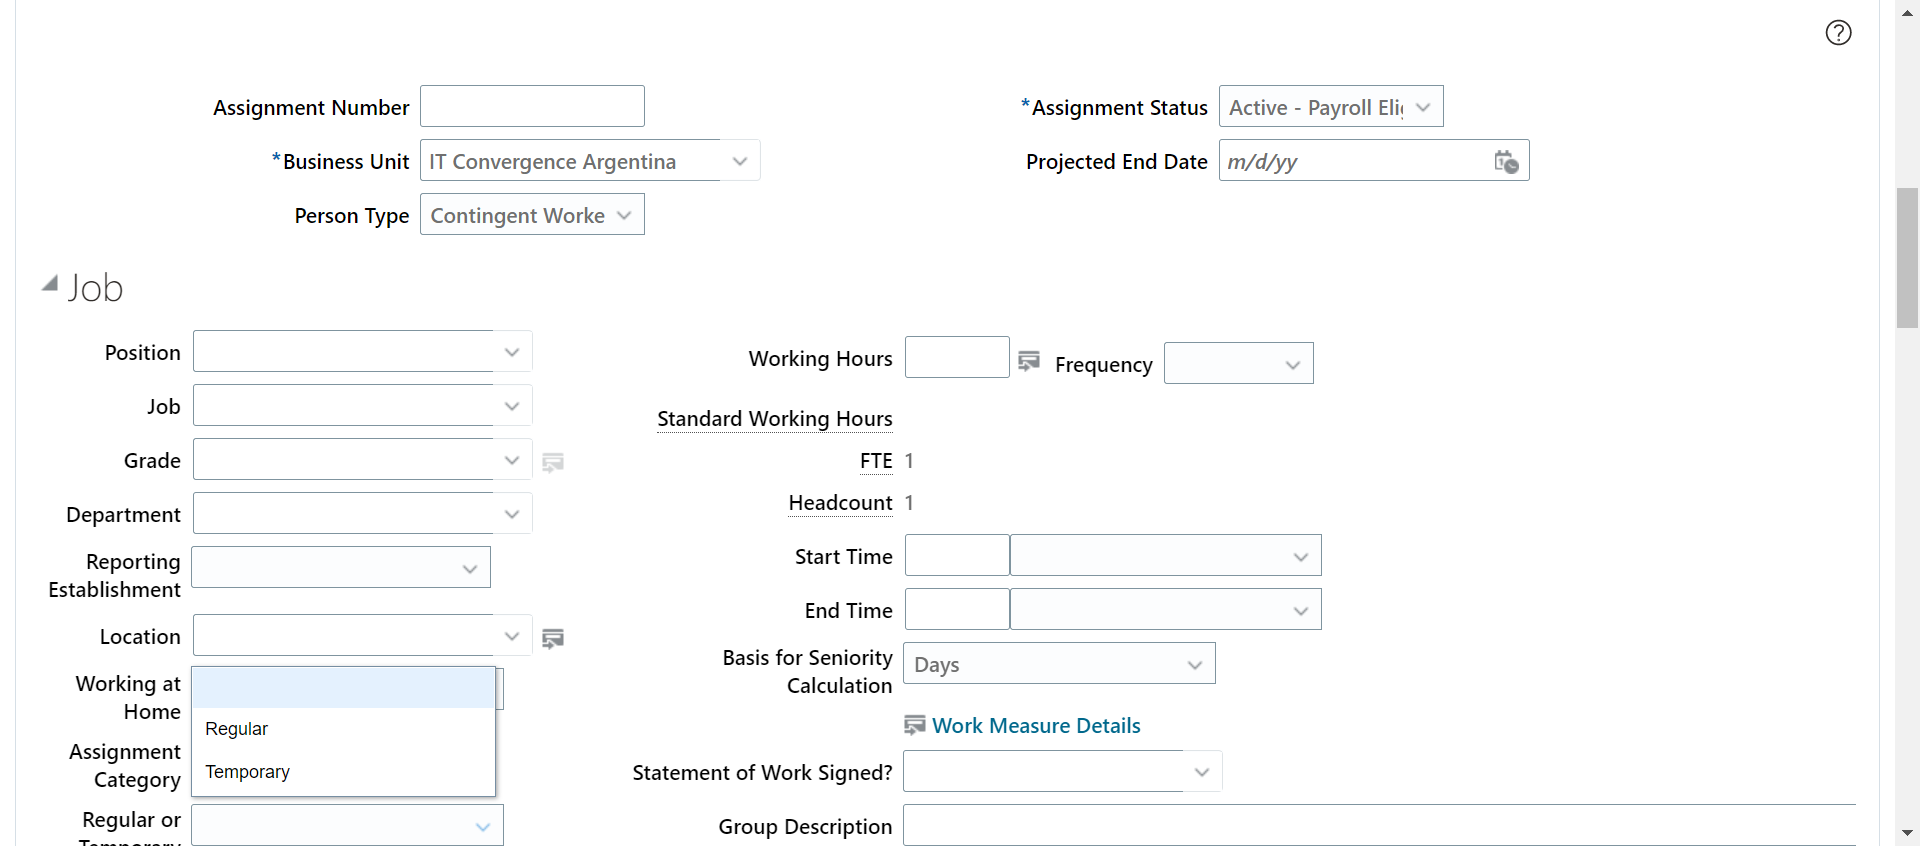 Assignment Number
*Assignment Status Active - Payroll Eli
*Business Unit IT Convergence Argentina
Projected End Date m/d/yy
Person Type Contingent Worke
Job
Position
Job
Grade
Department
Reporting
Establishment
Location
Working at
Home
Regular
Temporary
Assignment
Category
Regular or
Working Hours
Frequency
Standard Working Hours
FTE 1
Headcount 1
Start Time
End Time
Basis for Seniority
Calculation
Days
Work Measure Details
Statement of Work Signed?
Group Description